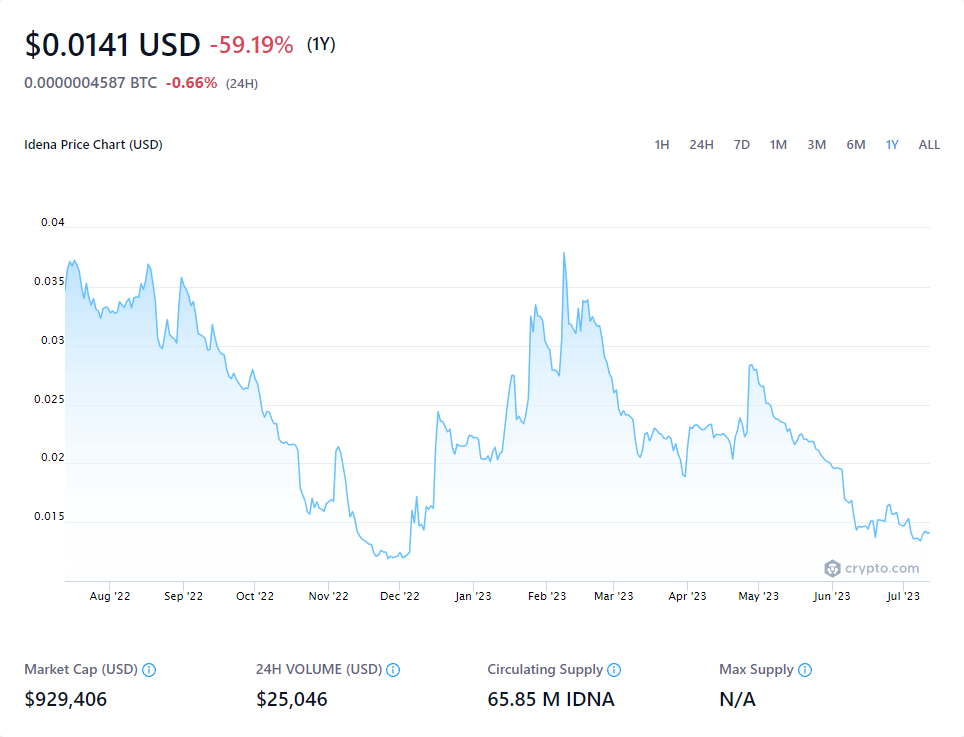 $0.0141 USD -59.19% (1Y)
0.0000004587 BTC -0.66% (24H)
Idena Price Chart (USD) 1H 24H 7D 1M 3M 6M 1Y ALL
0.04
0.035
0.03
0.025
0.02
0.015
crypto.com
Aug '22 Sep '22 Oct '22 Nov '22 Dec '22 Jan '23 Feb '23 Mar '23 Apr '23 May '23 Jun '23 Jul '23
Market Cap (USD) 24H VOLUME (USD) Circulating Supply Max Supply
$929,406 $25,046 65.85 M IDNA N/A